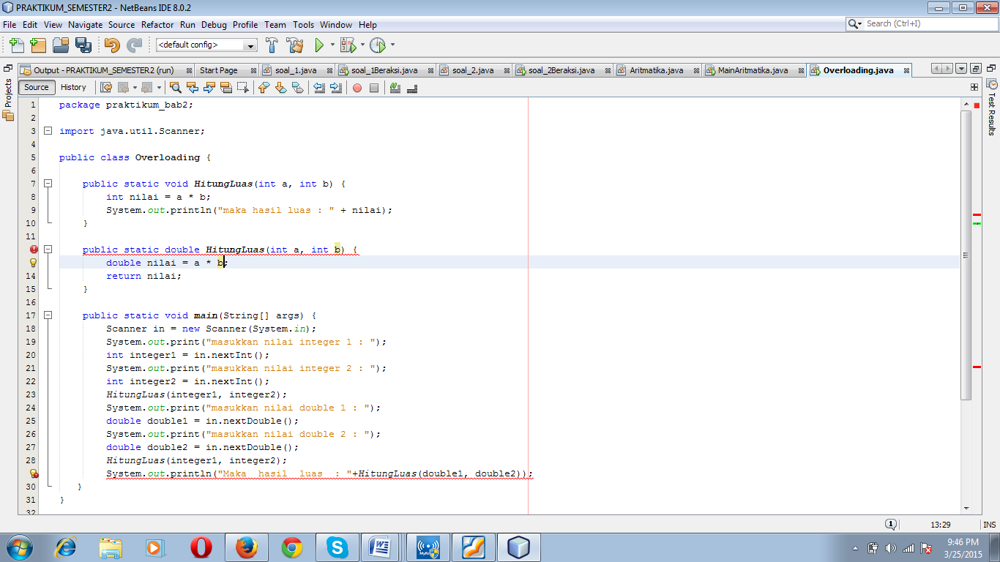 PRAKTIKUM_SEMESTER2 - NetBeans IDE 8.0.2
File Edit View Navigate Source Refactor Run Debug Profile Team Tools Window Help
Search (Ctrl+I)
<default config>
Output - PRAKTIKUM_SEMESTER2 (run) Start Page soal_1.java soal_1Beraksi.java soal_2.java soal_2Beraksi.java Aritmatika.java MainAritmatika.java Overloading.java
Projects
Test Results
Source History
1 package praktikum_bab2;
2
3 import java.util.Scanner;
4
5 public class Overloading {
6
7 public static void HitungLuas(int a, int b) {
8 int nilai = a * b;
9 System.out.println("maka hasil luas : " + nilai);
10 }
11
public static double HitungLuas(int a, int b) {
double nilai = a * b;
14 return nilai;
15 }
16
17 public static void main(String[] args) {
18 Scanner in = new Scanner(System.in);
19 System.out.print("masukkan nilai integer 1 : ");
20 int integer1 = in.nextInt();
21 System.out.print("masukkan nilai integer 2 : ");
22 int integer2 = in.nextInt();
23 HitungLuas(integer1, integer2);
24 System.out.print("masukkan nilai double 1 : ");
25 double double1 = in.nextDouble();
26 System.out.print("masukkan nilai double 2 : ");
27 double double2 = in.nextDouble();
28 HitungLuas(integer1, integer2);
System.out.println("Maka  hasil  luas  : "+HitungLuas(double1, double2));
30 }
31 }
32
1 13:29 INS
9:46 PM
3/25/2015